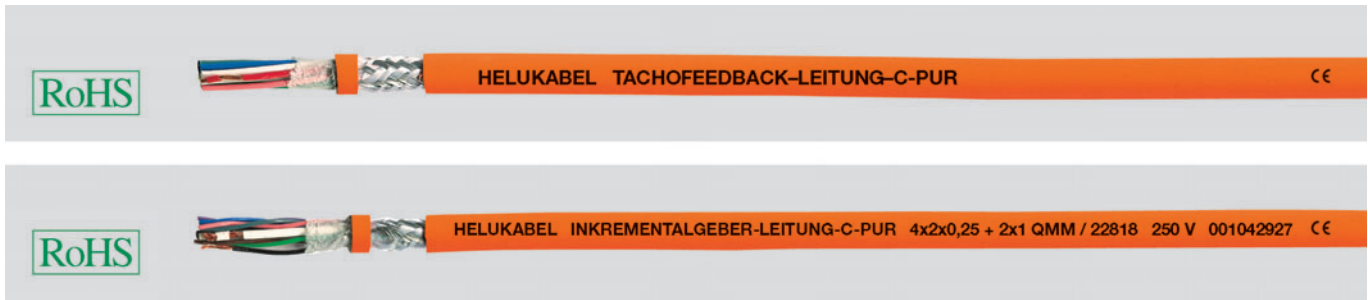 RoHS
HELUKABEL TACHOFEEDBACK–LEITUNG–C-PUR CE
RoHS
HELUKABEL INKREMENTALGEBER-LEITUNG-C-PUR 4x2x0,25 + 2x1 QMM / 22818 250 V 001042927 CE